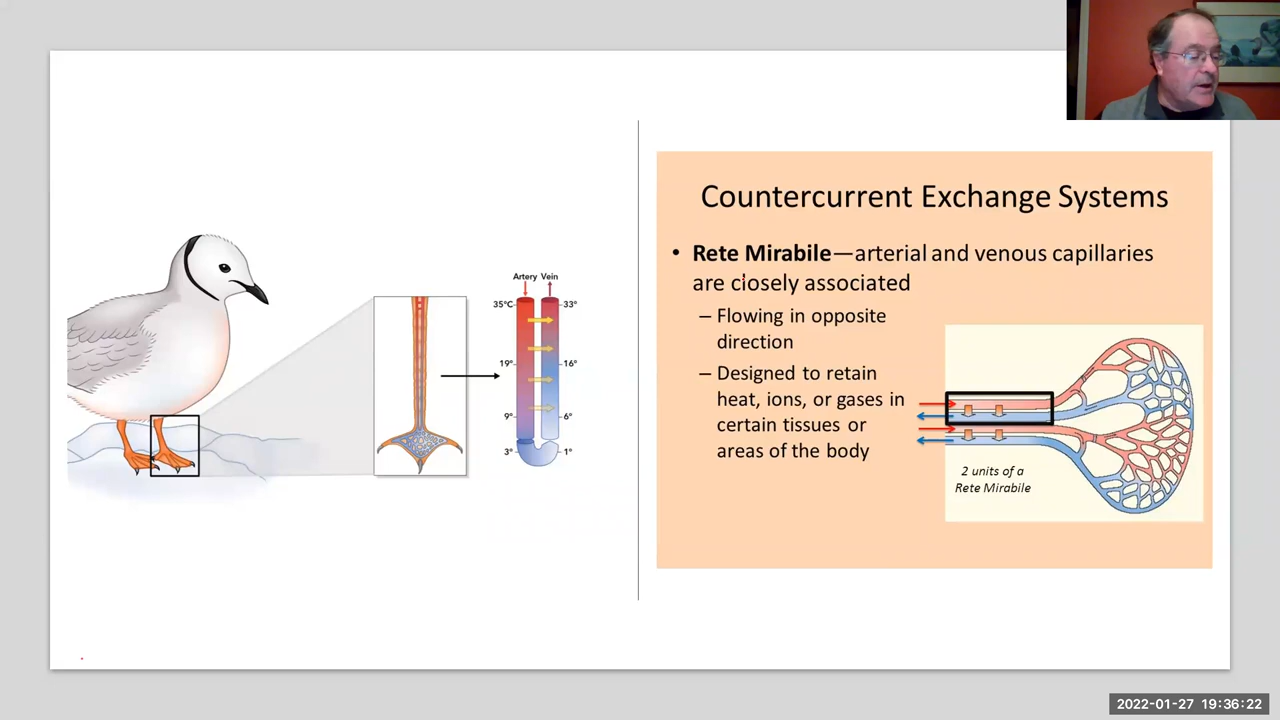 Countercurrent Exchange Systems
• Rete Mirabile—arterial and venous capillaries
are closely associated
– Flowing in opposite
direction
– Designed to retain
heat, ions, or gases in
certain tissues or
areas of the body
2 units of a
Rete Mirabile
Artery Vein
35°C 33°
19° 16°
9° 6°
3° 1°
2022-01-27 19:36:22